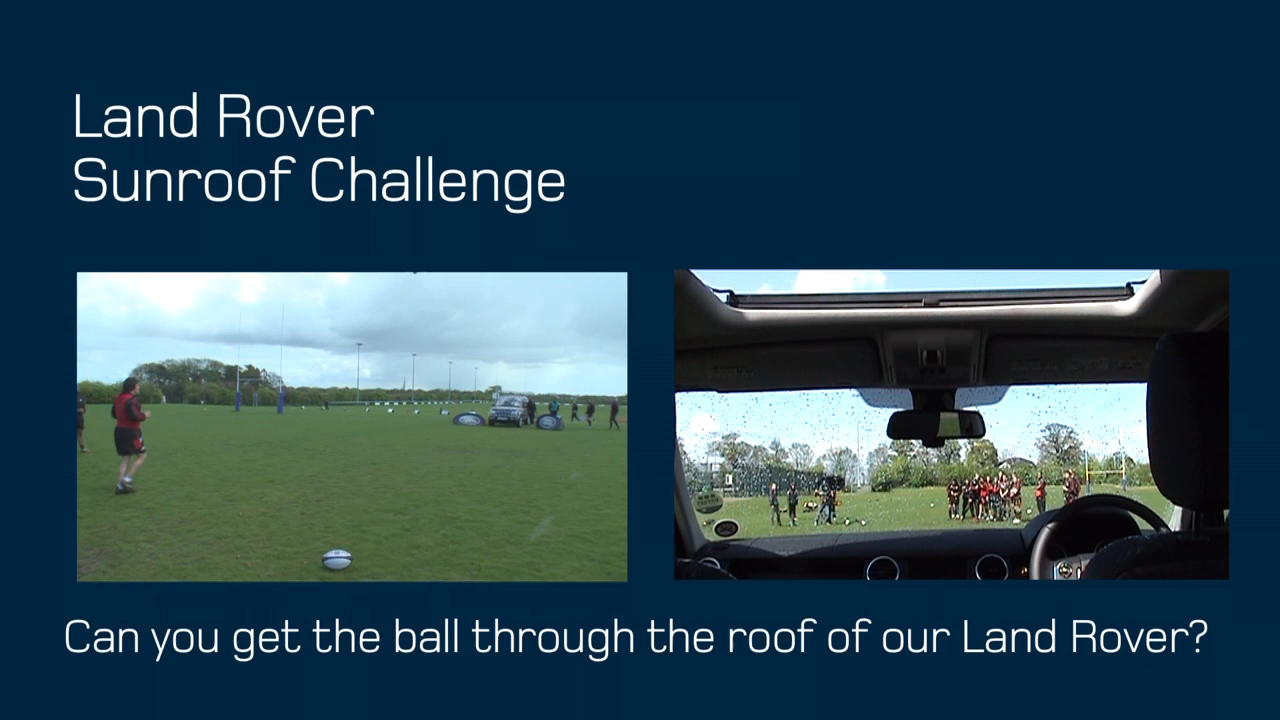 Land Rover
Sunroof Challenge
Can you get the ball through the roof of our Land Rover?